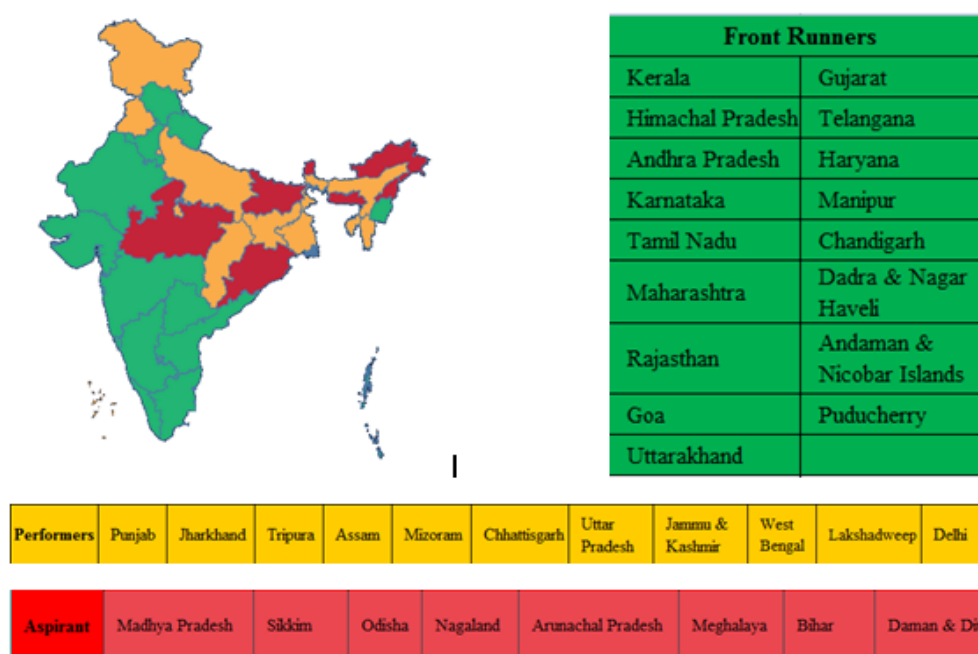 Front Runners
Kerala Gujarat
Himachal Pradesh Telangana
Andhra Pradesh Haryana
Karnataka Manipur
Tamil Nadu Chandigarh
Maharashtra Dadra & Nagar
Haveli
Rajasthan Andaman &
Nicobar Islands
Goa Puducherry
Uttarakhand
Performers Punjab Jharkhand Tripura Assam Mizoram Chhattisgarh Uttar
Pradesh Jammu &
Kashmir West
Bengal Lakshadweep Delhi
Aspirant Madhya Pradesh Sikkim Odisha Nagaland Arunachal Pradesh Meghalaya Bihar Daman & Di